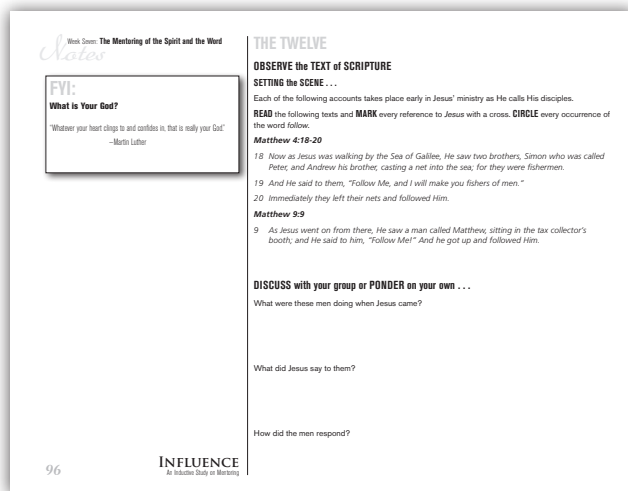 Week Seven: The Mentoring of the Spirit and the Word
Notes
FYI:
What is Your God?
"Whatever your heart clings to and confides in, that is really your God."
–Martin Luther
THE TWELVE
OBSERVE the TEXT of SCRIPTURE
SETTING the SCENE . . .
Each of the following accounts takes place early in Jesus' ministry as He calls His disciples.
READ the following texts and MARK every reference to Jesus with a cross. CIRCLE every occurrence of
the word follow.
Matthew 4:18-20
18 Now as Jesus was walking by the Sea of Galilee, He saw two brothers, Simon who was called
Peter, and Andrew his brother, casting a net into the sea; for they were fishermen.
19 And He said to them, "Follow Me, and I will make you fishers of men."
20 Immediately they left their nets and followed Him.
Matthew 9:9
9 As Jesus went on from there, He saw a man called Matthew, sitting in the tax collector's
booth; and He said to him, "Follow Me!" And he got up and followed Him.
DISCUSS with your group or PONDER on your own . . .
What were these men doing when Jesus came?
What did Jesus say to them?
How did the men respond?
96
INFLUENCE
An Inductive Study on Mentoring